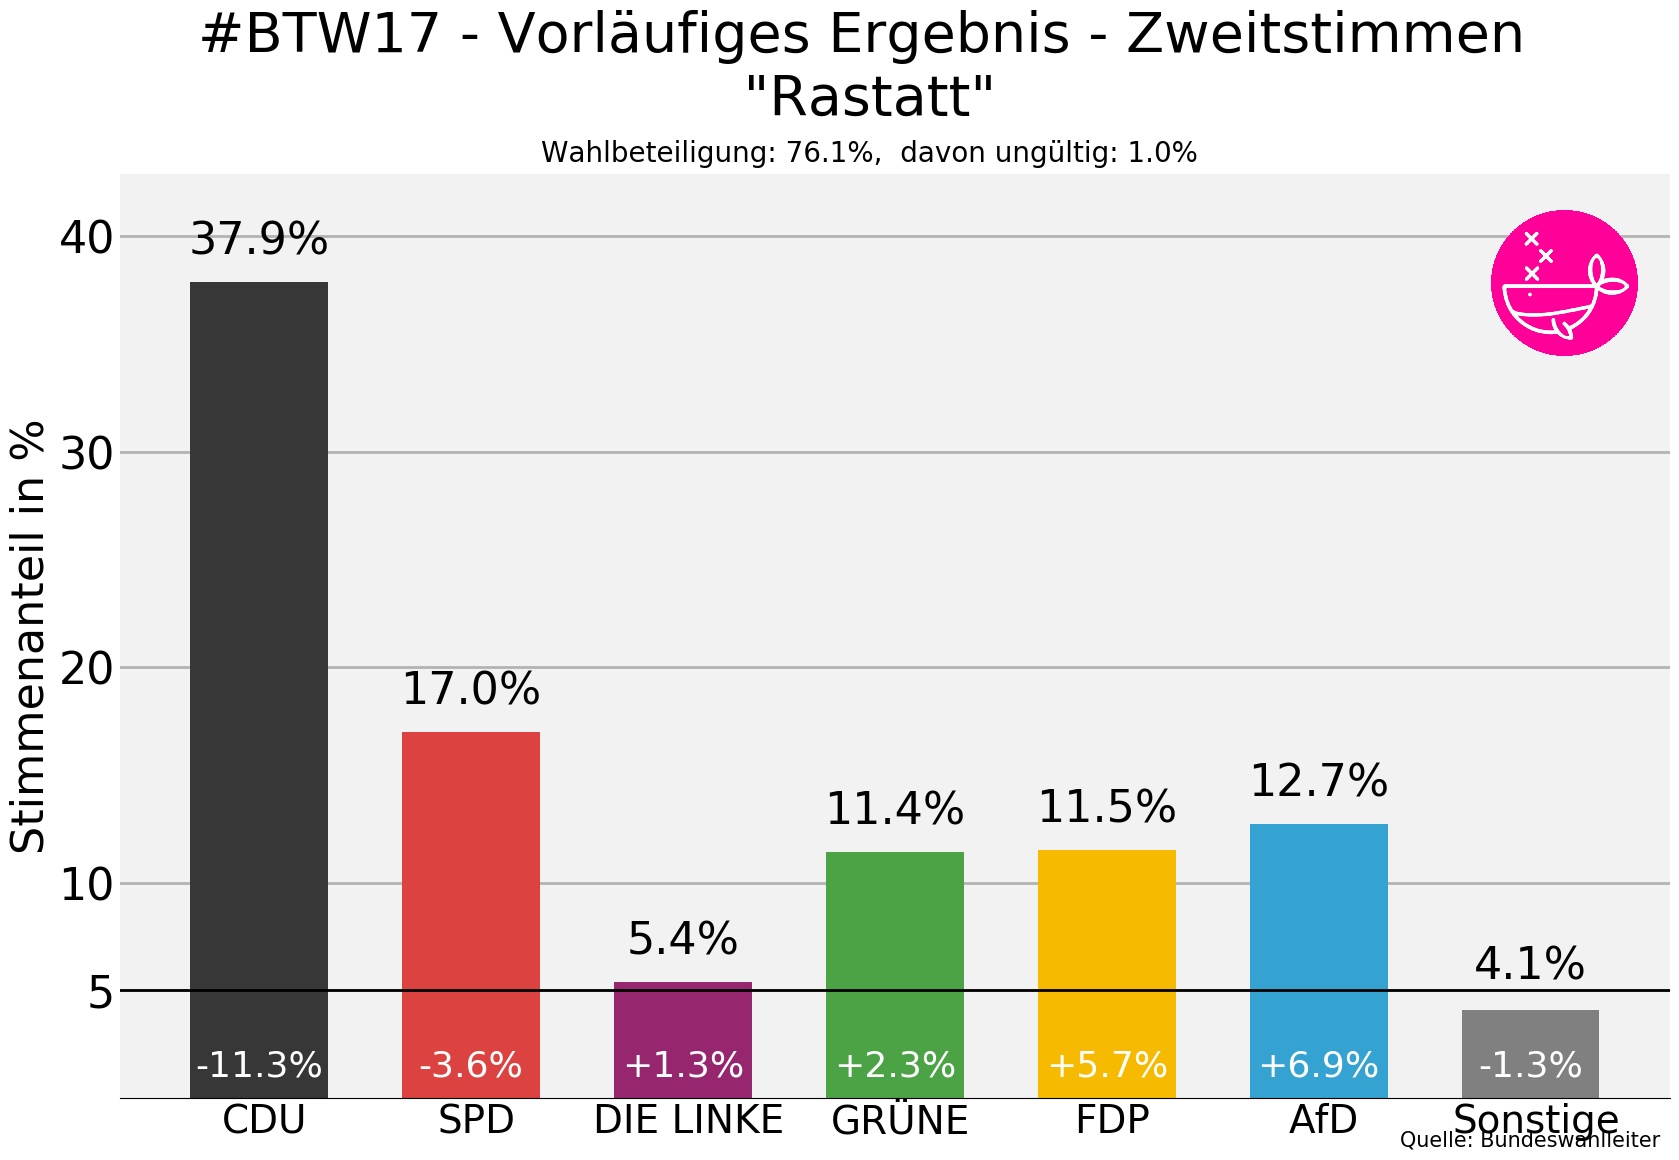 #BTW17 - Vorläufiges Ergebnis - Zweitstimmen
"Rastatt"
Wahlbeteiligung: 76.1%,  davon ungültig: 1.0%
Stimmenanteil in %
40
30
20
10
5
37.9%
17.0%
5.4%
11.4%
11.5%
12.7%
4.1%
-11.3%
-3.6%
+1.3%
+2.3%
+5.7%
+6.9%
-1.3%
CDU
SPD
DIE LINKE
GRÜNE
FDP
AfD
Sonstige
Quelle: Bundeswahlleiter